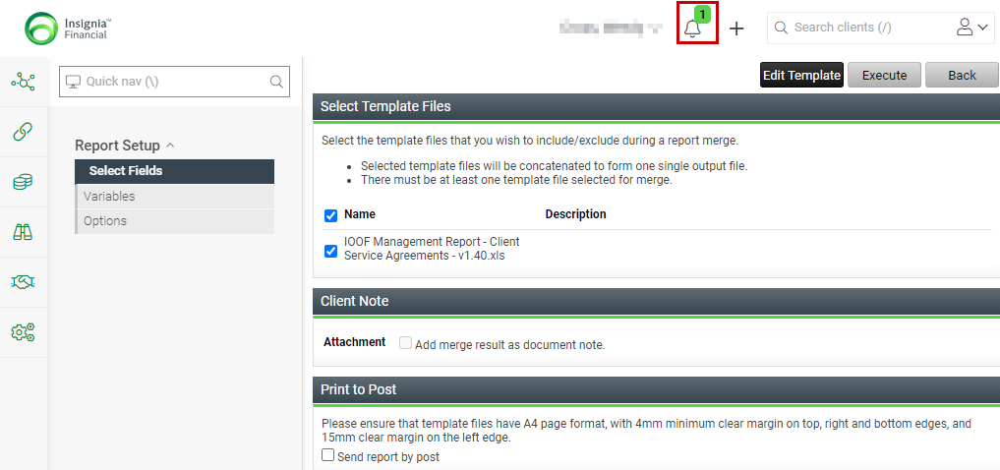 Insignia™
Financial
1
Search clients (/)
Quick nav (\)
Edit Template
Execute
Back
Report Setup
Select Fields
Variables
Options
Select Template Files
Select the template files that you wish to include/exclude during a report merge.
• Selected template files will be concatenated to form one single output file.
• There must be at least one template file selected for merge.
Name Description
IOOF Management Report - Client
Service Agreements - v1.40.xls
Client Note
Attachment Add merge result as document note.
Print to Post
Please ensure that template files have A4 page format, with 4mm minimum clear margin on top, right and bottom edges, and
15mm clear margin on the left edge.
Send report by post